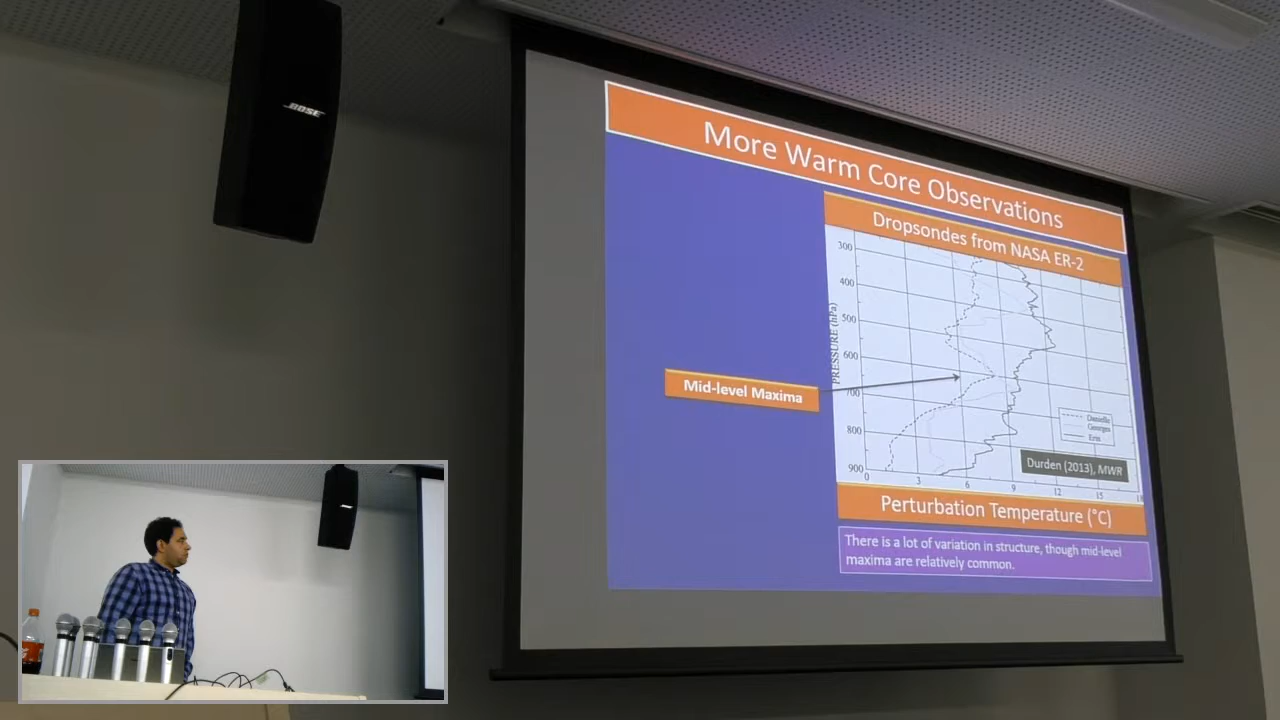 BOSE
More Warm Core Observations
Dropsondes from NASA ER-2
300
400
500
600
700
800
900
PRESSURE (hPa)
Mid-level Maxima
Danielle
Georges
Erin
Durden (2013), MWR
0 3 6 9 12 15 18
Perturbation Temperature (°C)
There is a lot of variation in structure, though mid-level
maxima are relatively common.
BOSE